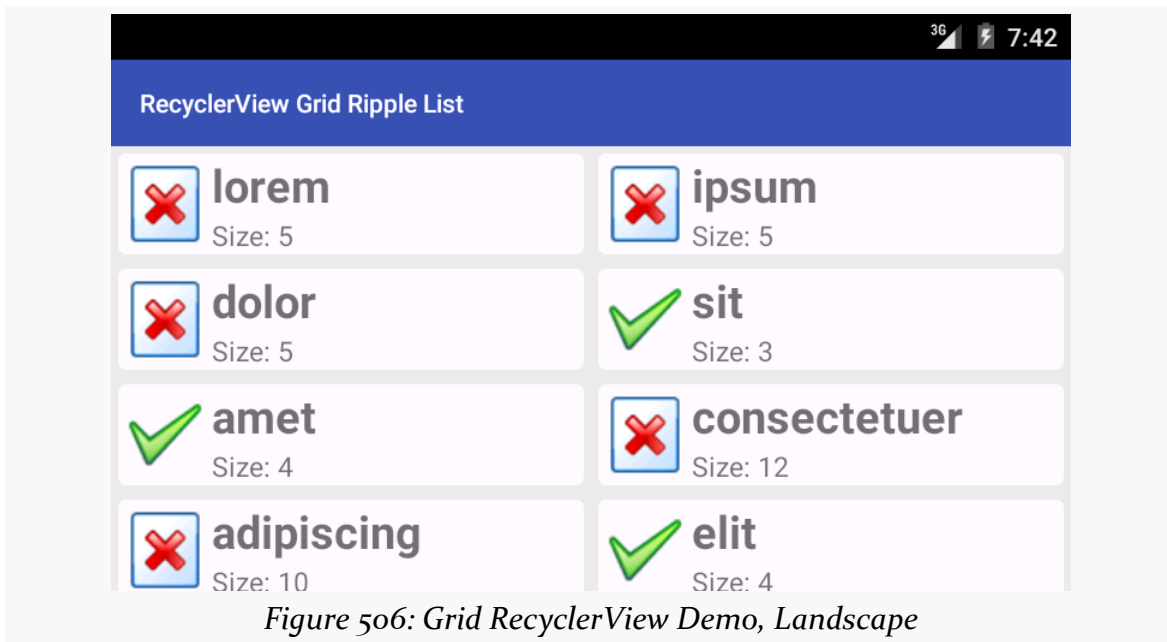 3G 7:42
RecyclerView Grid Ripple List
lorem
Size: 5
ipsum
Size: 5
dolor
Size: 5
sit
Size: 3
amet
Size: 4
consectetuer
Size: 12
adipiscing
Size: 10
elit
Size: 4
Figure 506: Grid RecyclerView Demo, Landscape